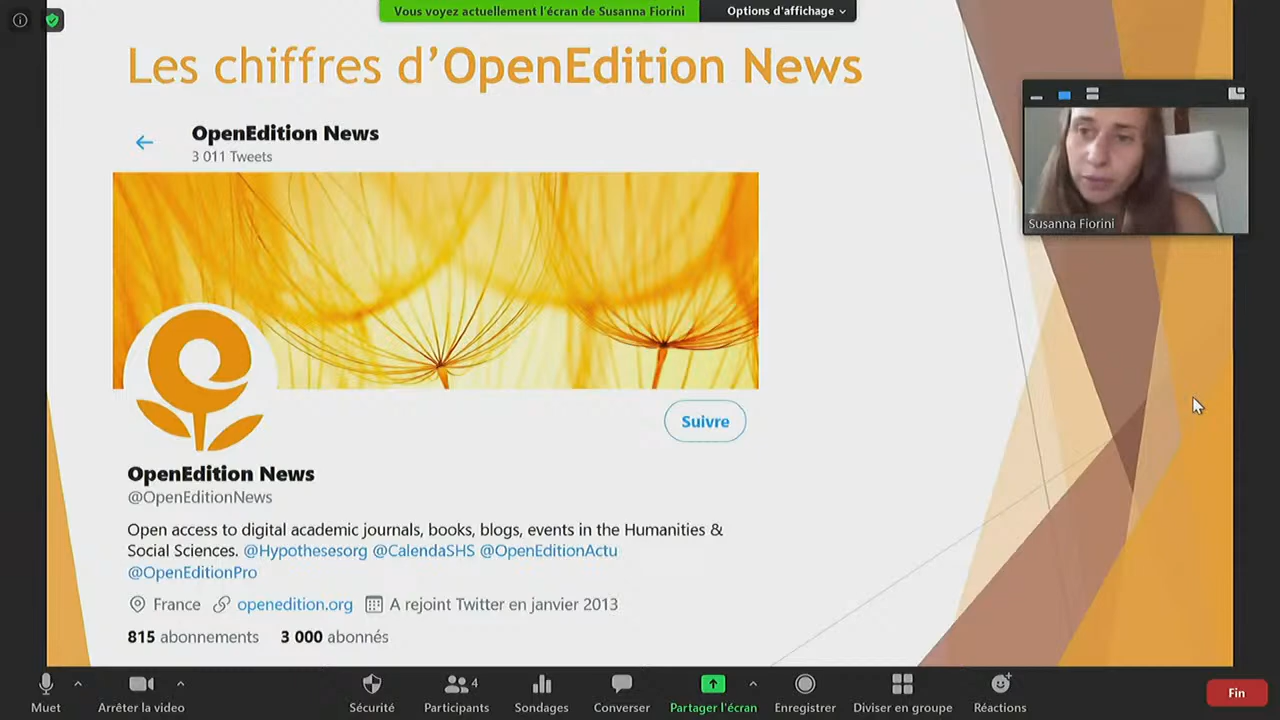 Vous voyez actuellement l'écran de Susanna Fiorini
Options d'affichage
Les chiffres d’OpenEdition News
OpenEdition News
3 011 Tweets
Susanna Fiorini
Suivre
OpenEdition News
@OpenEditionNews
Open access to digital academic journals, books, blogs, events in the Humanities &
Social Sciences. @Hypothesesorg @CalendaSHS @OpenEditionActu
@OpenEditionPro
France openedition.org A rejoint Twitter en janvier 2013
815 abonnements 3 000 abonnés
4
Muet Arrêter la video Sécurité Participants Sondages Converser Partager l'écran Enregistrer Diviser en groupe Réactions Fin